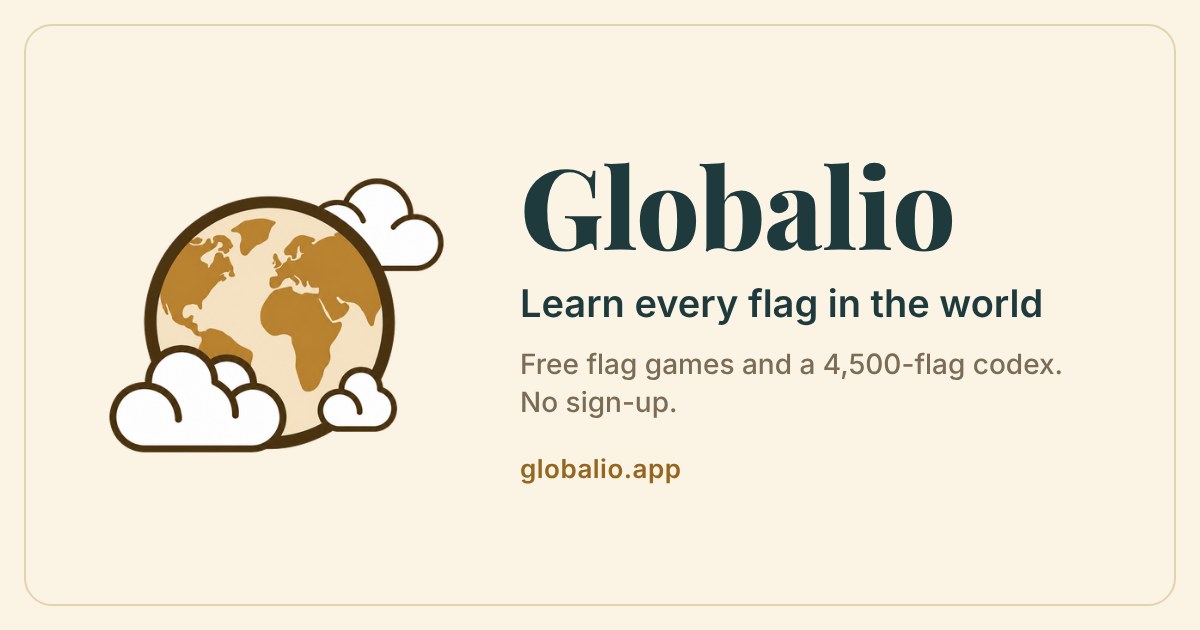 Globalio
Learn every flag in the world
Free flag games and a 4,500-flag codex.
No sign-up.
globalio.app